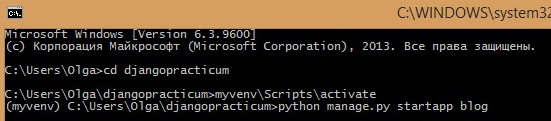 C:\WINDOWS\system32
Microsoft Windows [Version 6.3.9600]
(c) Корпорация Майкрософт (Microsoft Corporation), 2013. Все права защищены.
C:\Users\Olga>cd djangopracticum
C:\Users\Olga\djangopracticum>myvenv\Scripts\activate
(myvenv) C:\Users\Olga\djangopracticum>python manage.py startapp blog